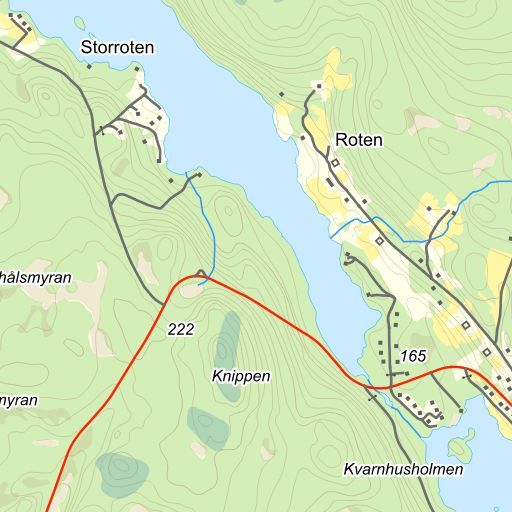 Storroten
Roten
hålsmyran
222
165
Knippen
myran
Kvarnhusholmen